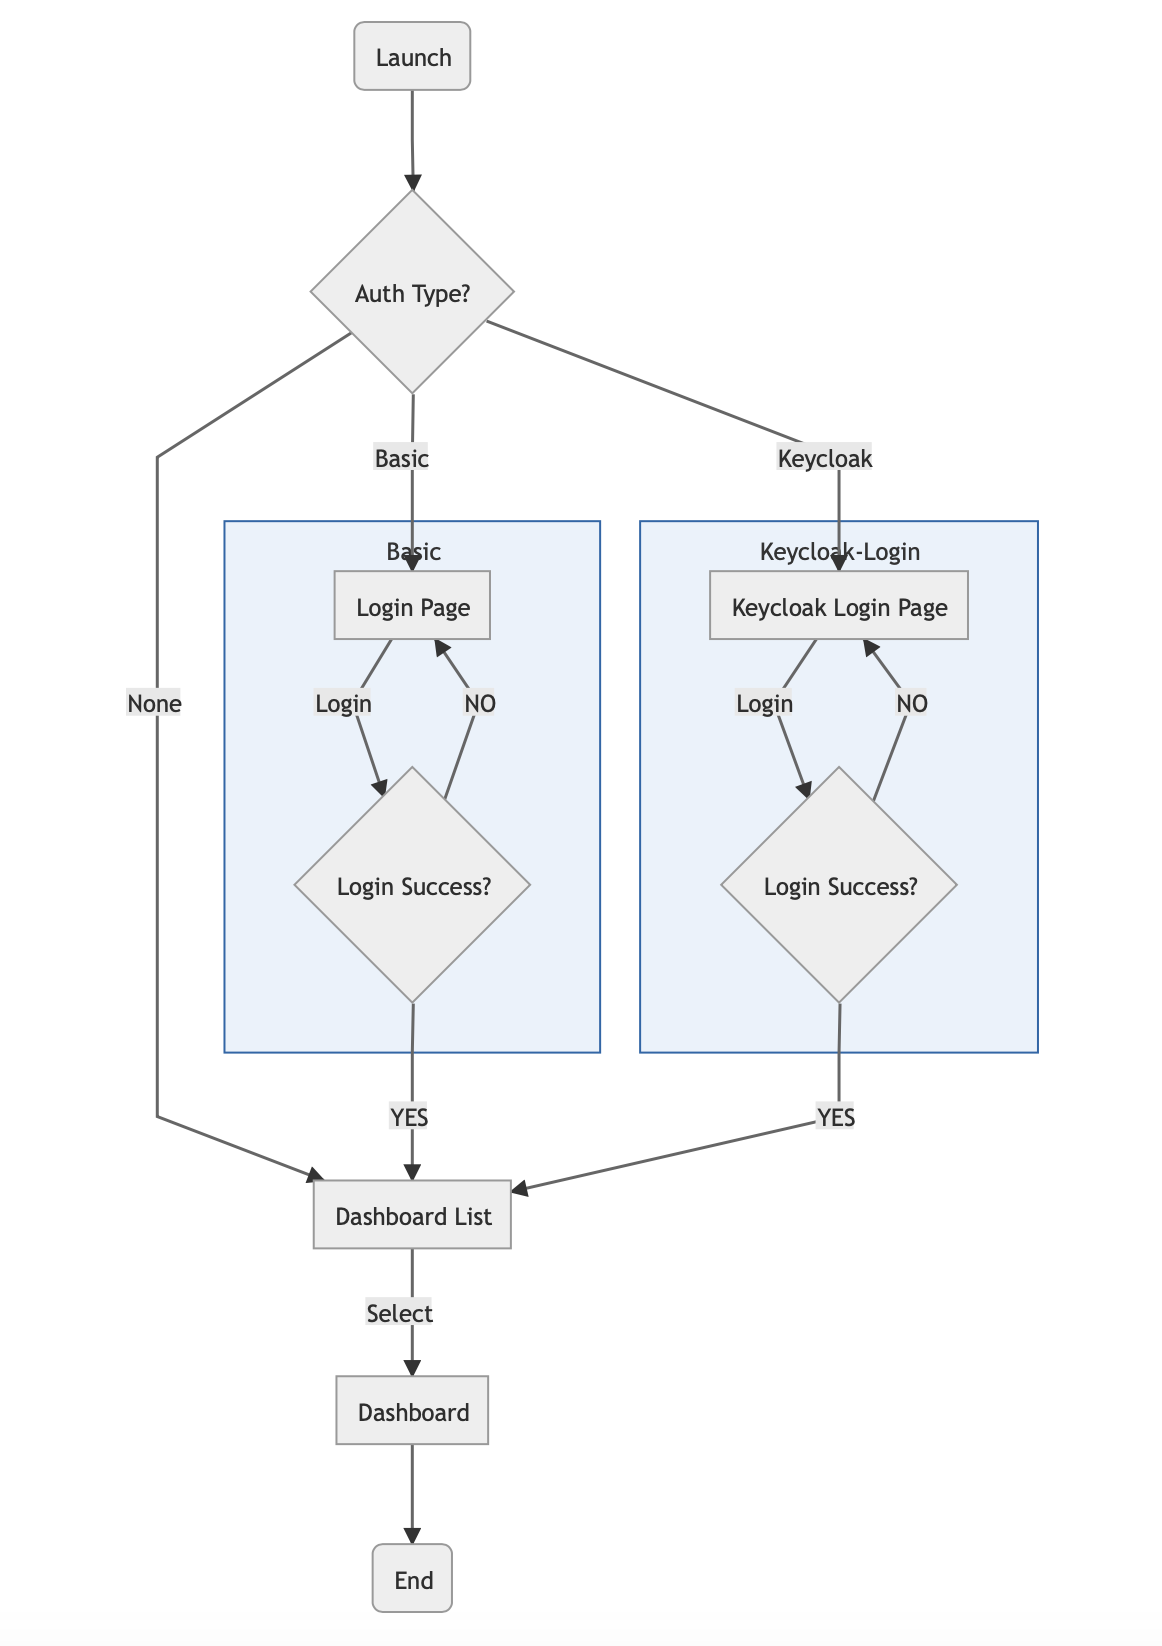 Launch
Auth Type?
Basic
Keycloak
Basic
Keycloak-Login
Login Page
Keycloak Login Page
None
Login
NO
Login
NO
Login Success?
Login Success?
YES
YES
Dashboard List
Select
Dashboard
End